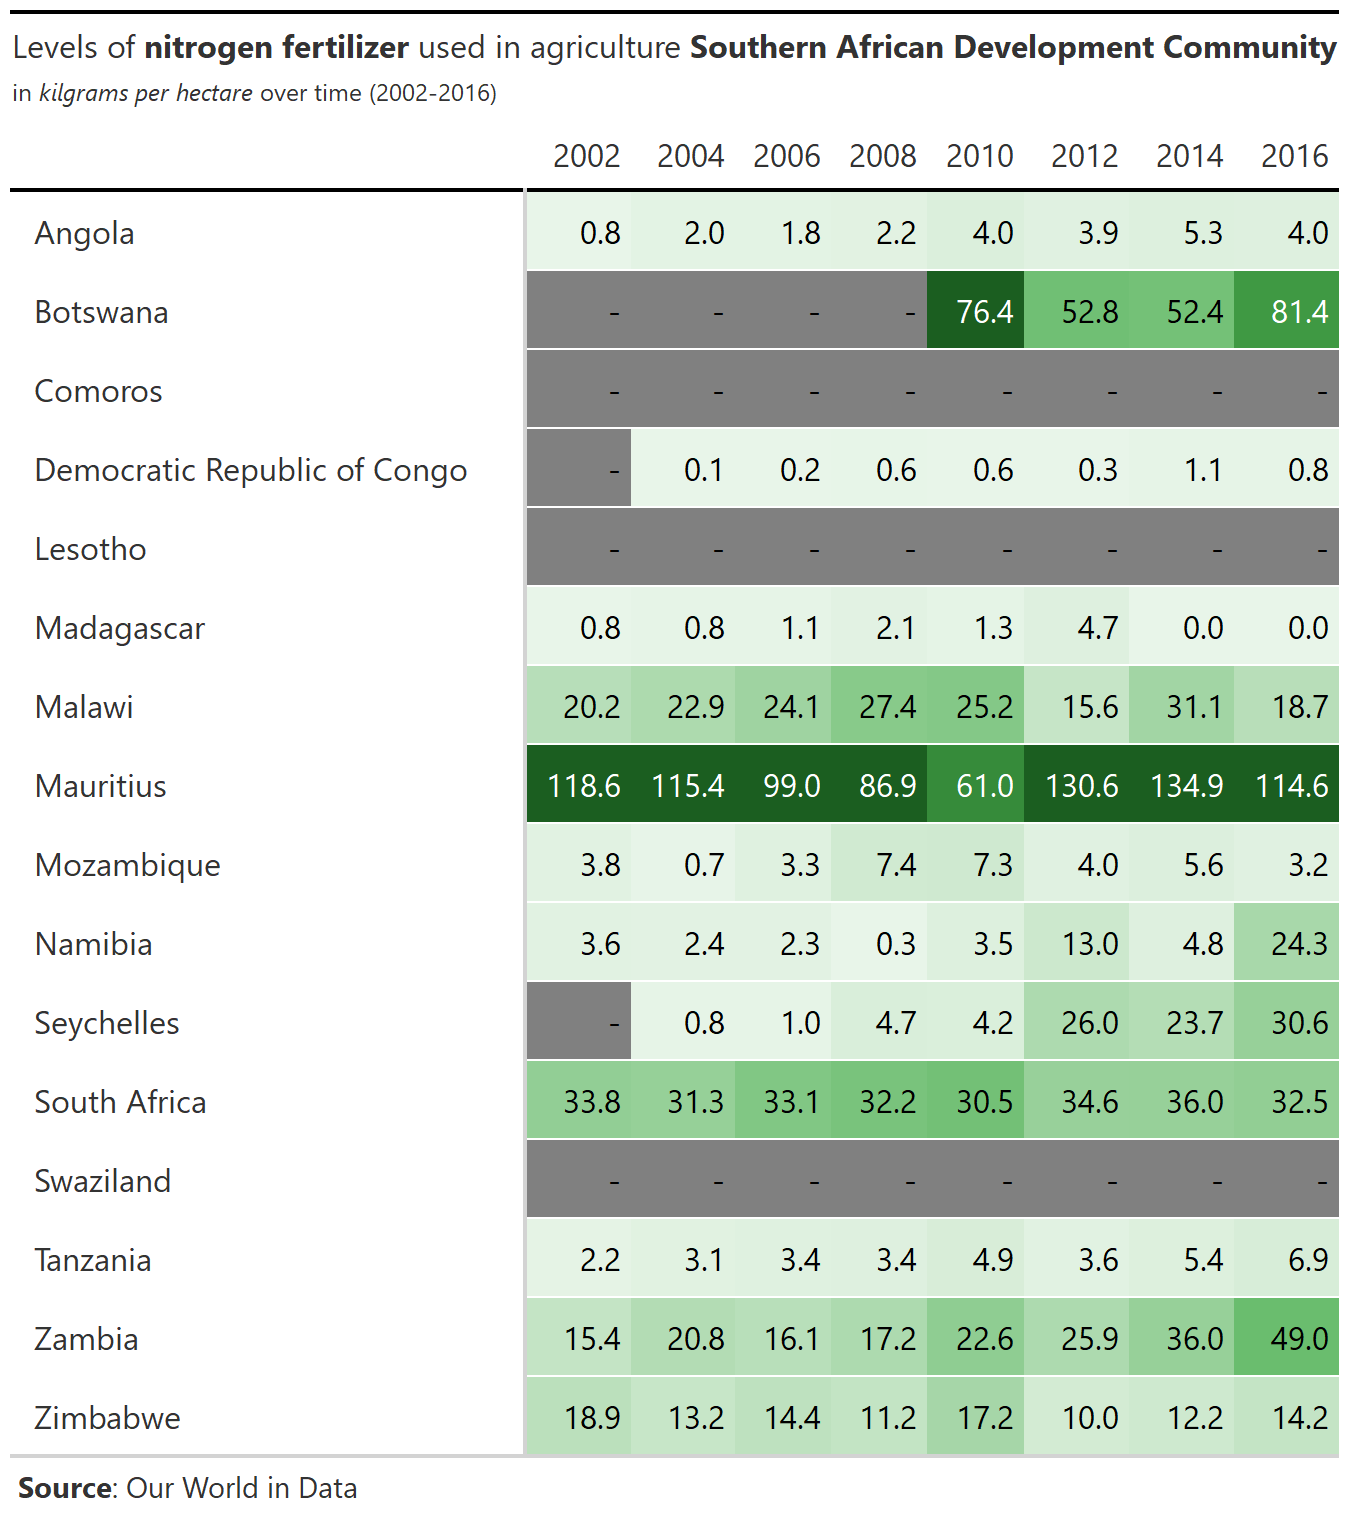 Levels of nitrogen fertilizer used in agriculture Southern African Development Community
in kilgrams per hectare over time (2002-2016)
2002 2004 2006 2008 2010 2012 2014 2016
Angola 0.8 2.0 1.8 2.2 4.0 3.9 5.3 4.0
Botswana - - - - 76.4 52.8 52.4 81.4
Comoros - - - - - - - -
Democratic Republic of Congo - 0.1 0.2 0.6 0.6 0.3 1.1 0.8
Lesotho - - - - - - - -
Madagascar 0.8 0.8 1.1 2.1 1.3 4.7 0.0 0.0
Malawi 20.2 22.9 24.1 27.4 25.2 15.6 31.1 18.7
Mauritius 118.6 115.4 99.0 86.9 61.0 130.6 134.9 114.6
Mozambique 3.8 0.7 3.3 7.4 7.3 4.0 5.6 3.2
Namibia 3.6 2.4 2.3 0.3 3.5 13.0 4.8 24.3
Seychelles - 0.8 1.0 4.7 4.2 26.0 23.7 30.6
South Africa 33.8 31.3 33.1 32.2 30.5 34.6 36.0 32.5
Swaziland - - - - - - - -
Tanzania 2.2 3.1 3.4 3.4 4.9 3.6 5.4 6.9
Zambia 15.4 20.8 16.1 17.2 22.6 25.9 36.0 49.0
Zimbabwe 18.9 13.2 14.4 11.2 17.2 10.0 12.2 14.2
Source: Our World in Data